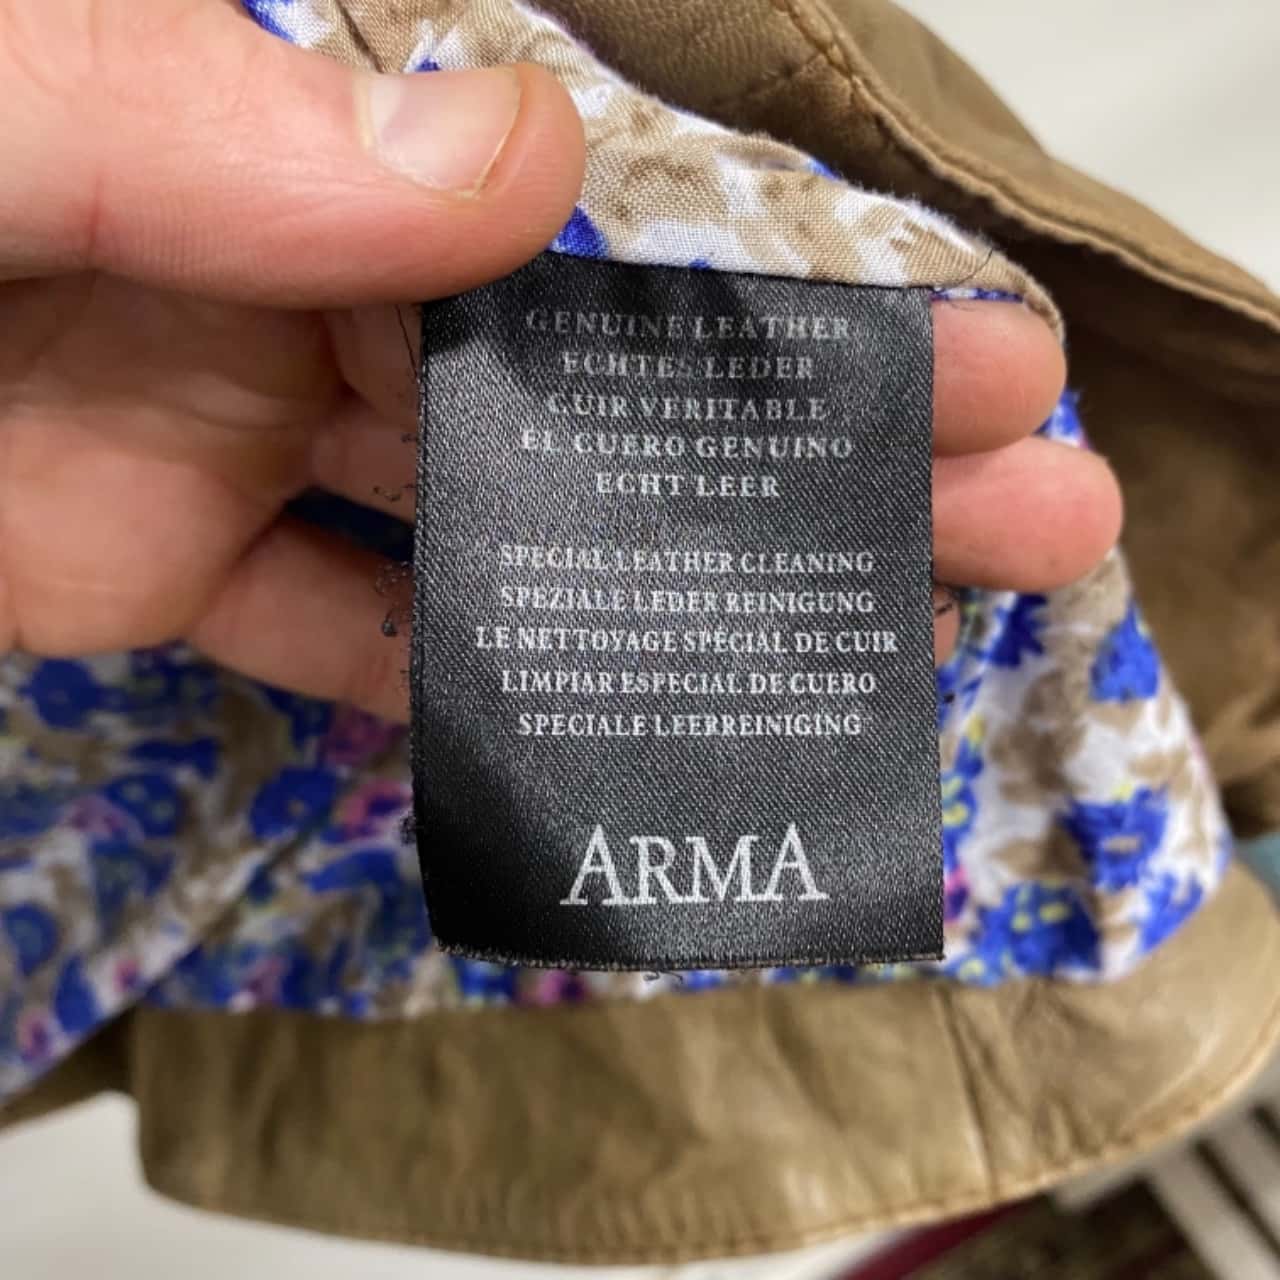 GENUINE LEATHER
ECHTES LEDER
CUIR VERITABLE
EL CUERO GENUINO
ECHT LEER
SPECIAL LEATHER CLEANING
SPEZIALE LEDER REINIGUNG
LE NETTOYAGE SPÉCIAL DE CUIR
LIMPIAR ESPECIAL DE CUERO
SPECIALE LEERREINIGING
ARMA